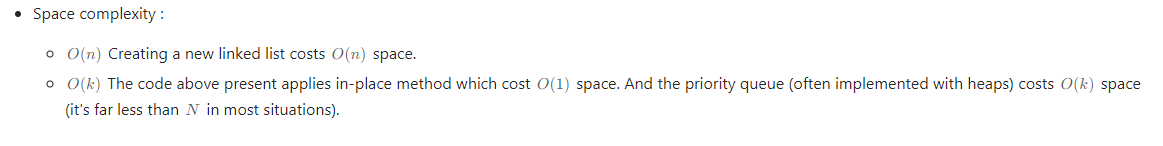 • Space complexity :
◦ O(n) Creating a new linked list costs O(n) space.
◦ O(k) The code above present applies in-place method which cost O(1) space. And the priority queue (often implemented with heaps) costs O(k) space
(it's far less than N in most situations).